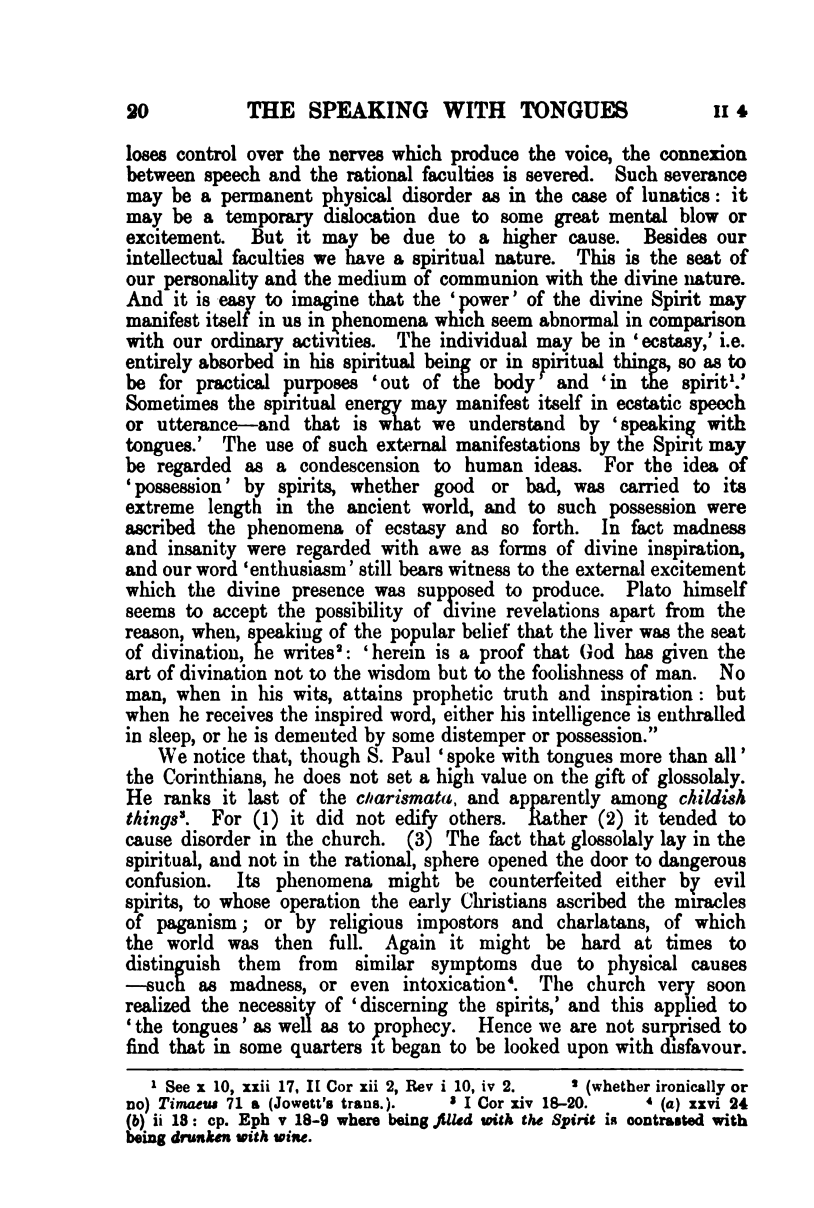 20 THE SPEAKING WITH TONGUES II 4
loses control over the nerves which produce the voice, the connexion
between speech and the rational faculties is severed. Such severance
may be a permanent physical disorder as in the case of lunatics: it
may be a temporary dislocation due to some great mental blow or
excitement. But it may be due to a higher cause. Besides our
intellectual faculties we have a spiritual nature. This is the seat of
our personality and the medium of communion with the divine nature.
And it is easy to imagine that the ‘power’ of the divine Spirit may
manifest itself in us in phenomena which seem abnormal in comparison
with our ordinary activities. The individual may be in ‘ecstasy,’ i.e.
entirely absorbed in his spiritual being or in spiritual things, so as to
be for practical purposes ‘out of the body’ and ‘in the spirit¹.’
Sometimes the spiritual energy may manifest itself in ecstatic speech
or utterance—and that is what we understand by ‘speaking with
tongues.’ The use of such external manifestations by the Spirit may
be regarded as a condescension to human ideas. For the idea of
‘possession’ by spirits, whether good or bad, was carried to its
extreme length in the ancient world, and to such possession were
ascribed the phenomena of ecstasy and so forth. In fact madness
and insanity were regarded with awe as forms of divine inspiration,
and our word ‘enthusiasm’ still bears witness to the external excitement
which the divine presence was supposed to produce. Plato himself
seems to accept the possibility of divine revelations apart from the
reason, when, speaking of the popular belief that the liver was the seat
of divination, he writes²: ‘herein is a proof that God has given the
art of divination not to the wisdom but to the foolishness of man. No
man, when in his wits, attains prophetic truth and inspiration: but
when he receives the inspired word, either his intelligence is enthralled
in sleep, or he is demented by some distemper or possession.”
We notice that, though S. Paul ‘spoke with tongues more than all’
the Corinthians, he does not set a high value on the gift of glossolaly.
He ranks it last of the charismata, and apparently among childish
things³. For (1) it did not edify others. Rather (2) it tended to
cause disorder in the church. (3) The fact that glossolaly lay in the
spiritual, and not in the rational, sphere opened the door to dangerous
confusion. Its phenomena might be counterfeited either by evil
spirits, to whose operation the early Christians ascribed the miracles
of paganism; or by religious impostors and charlatans, of which
the world was then full. Again it might be hard at times to
distinguish them from similar symptoms due to physical causes
—such as madness, or even intoxication⁴. The church very soon
realized the necessity of ‘discerning the spirits,’ and this applied to
‘the tongues’ as well as to prophecy. Hence we are not surprised to
find that in some quarters it began to be looked upon with disfavour.
¹ See x 10, xxii 17, II Cor xii 2, Rev i 10, iv 2. ² (whether ironically or
no) Timaeus 71 a (Jowett's trans.). ³ I Cor xiv 18–20. ⁴ (a) xxvi 24
(b) ii 13: cp. Eph v 18–9 where being filled with the Spirit is contrasted with
being drunken with wine.